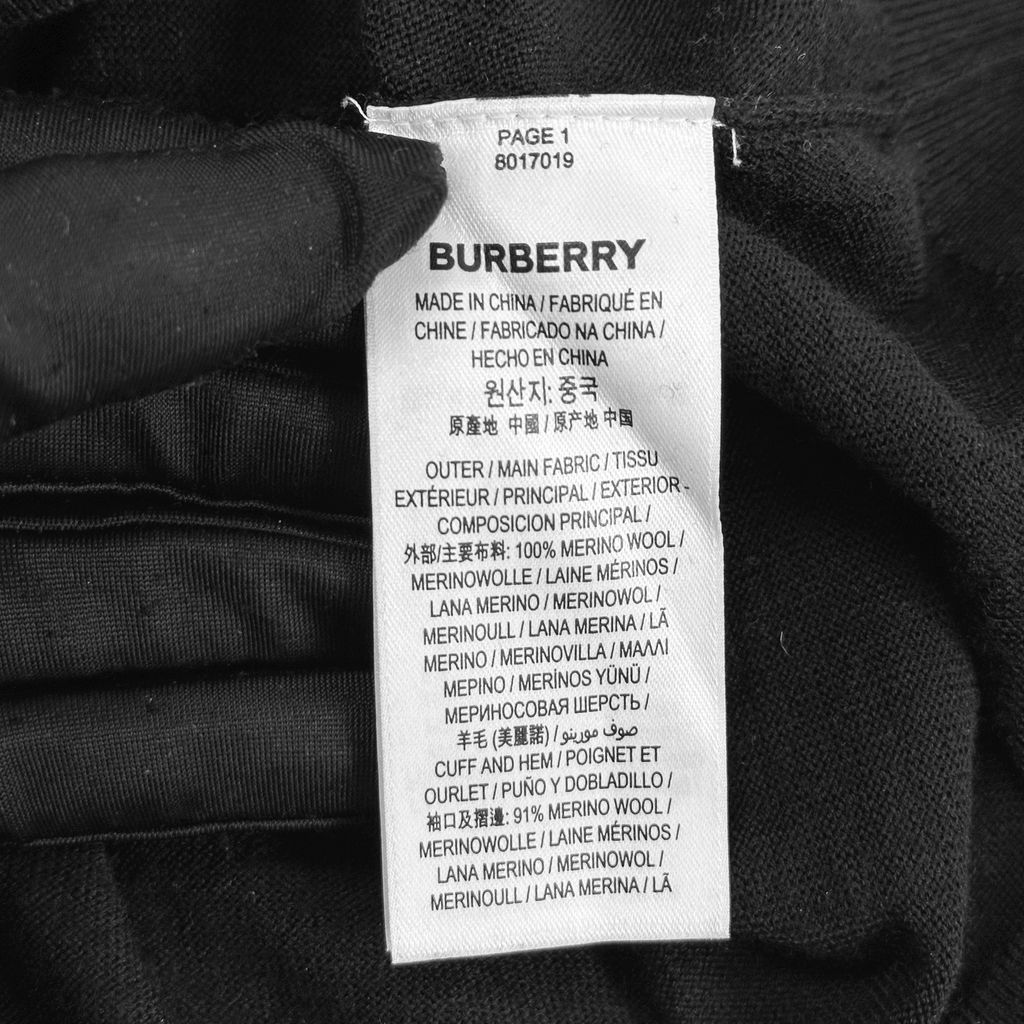 PAGE 1
8017019
BURBERRY
MADE IN CHINA / FABRIQUÉ EN
CHINE / FABRICADO NA CHINA /
HECHO EN CHINA
원산지: 중국
原產地 中國 / 原产地 中国
OUTER / MAIN FABRIC / TISSU
EXTÉRIEUR / PRINCIPAL / EXTERIOR -
COMPOSICION PRINCIPAL /
外部/主要布料: 100% MERINO WOOL /
MERINOWOLLE / LAINE MÉRINOS /
LANA MERINO / MERINOWOL /
MERINOULL / LANA MERINA / LÃ
MERINO / MERINOVILLA / ΜΑΛΛΙ
ΜΕΡΙΝΟ / MERİNOS YÜNÜ /
МЕРИНОСОВАЯ ШЕРСТЬ /
羊毛 (美麗諾) / صوف مورينو
CUFF AND HEM / POIGNET ET
OURLET / PUÑO Y DOBLADILLO /
袖口及摺邊: 91% MERINO WOOL /
MERINOWOLLE / LAINE MÉRINOS /
LANA MERINO / MERINOWOL /
MERINOULL / LANA MERINA / LÃ